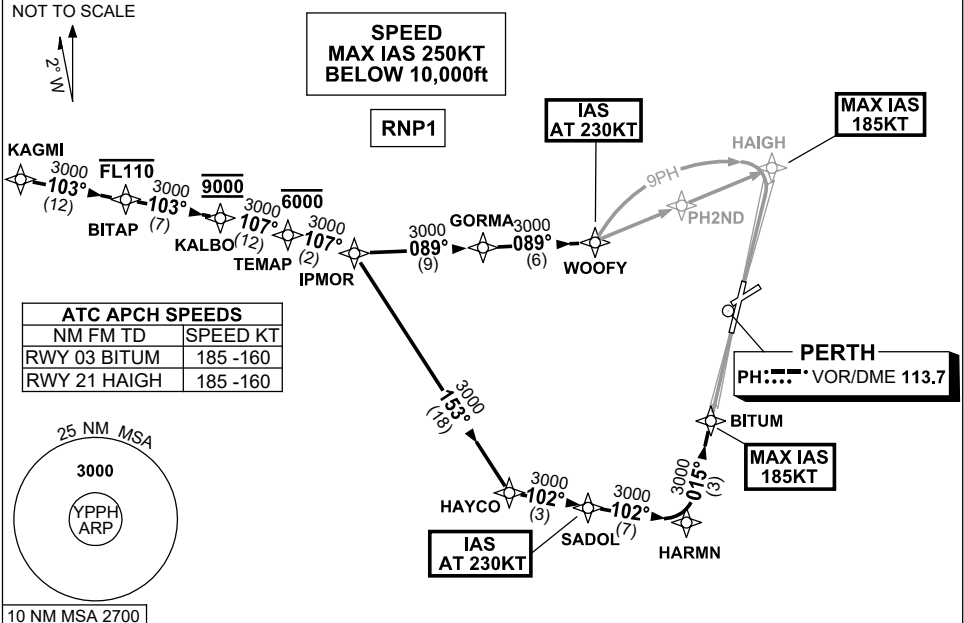 NOT TO SCALE
2° W
SPEED
MAX IAS 250KT
BELOW 10,000ft
RNP1
IAS
AT 230KT
MAX IAS
185KT
KAGMI
3000
103°
(12)
FL110
BITAP
3000
103°
(7)
9000
KALBO
3000
107°
(12)
6000
TEMAP
3000
107°
(2)
IPMOR
3000
089°
(9)
GORMA
3000
089°
(6)
WOOFY
9PH
PH2ND
HAIGH
ATC APCH SPEEDS
NM FM TD SPEED KT
RWY 03 BITUM 185 -160
RWY 21 HAIGH 185 -160
PERTH
PH VOR/DME 113.7
3000
153°
(18)
BITUM
MAX IAS
185KT
25 NM MSA
3000
YPPH
ARP
HAYCO
3000
102°
(3)
SADOL
3000
102°
(7)
HARMN
3000
015°
(3)
IAS
AT 230KT
10 NM MSA 2700